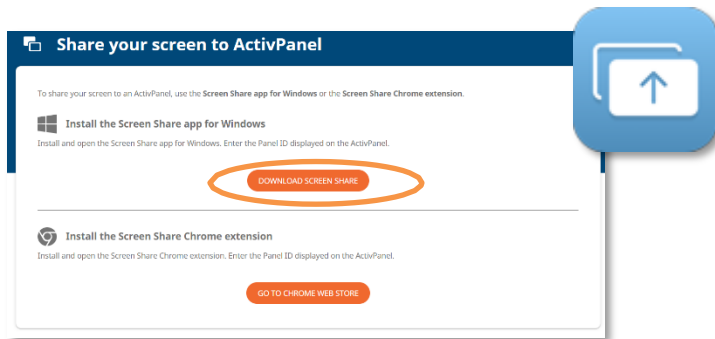 Share your screen to ActivPanel
To share your screen to an ActivPanel, use the Screen Share app for Windows or the Screen Share Chrome extension.
Install the Screen Share app for Windows
Install and open the Screen Share app for Windows. Enter the Panel ID displayed on the ActivPanel.
DOWNLOAD SCREEN SHARE
Install the Screen Share Chrome extension
Install and open the Screen Share Chrome extension. Enter the Panel ID displayed on the ActivPanel.
GO TO CHROME WEB STORE